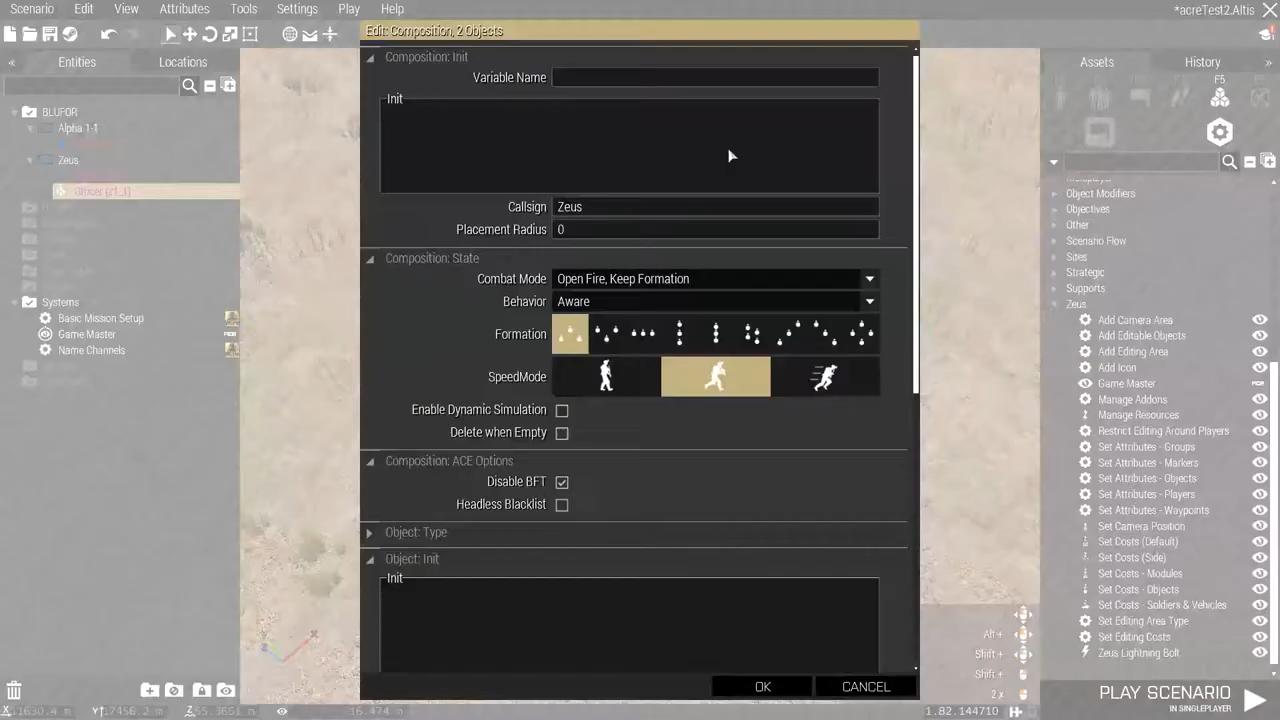 Scenario Edit View Attributes Tools Settings Play Help
*acreTest2.Altis
Edit: Composition, 2 Objects
Entities Locations
BLUFOR
Alpha 1-1
Zeus
Systems
Basic Mission Setup
Game Master
Name Channels
Composition: Init
Variable Name
Init
Callsign Zeus
Placement Radius 0
Composition: State
Combat Mode Open Fire, Keep Formation
Behavior Aware
Formation
SpeedMode
Enable Dynamic Simulation
Delete when Empty
Composition: ACE Options
Disable BFT
Headless Blacklist
Object: Type
Object: Init
Init
OK CANCEL
Assets History
F5
Object Modifiers
Objectives
Other
Scenario Flow
Sites
Strategic
Supports
Zeus
Add Camera Area
Add Editable Objects
Add Editing Area
Add Icon
Game Master
Manage Addons
Manage Resources
Restrict Editing Around Players
Set Attributes - Groups
Set Attributes - Markers
Set Attributes - Objects
Set Attributes - Players
Set Attributes - Waypoints
Set Camera Position
Set Costs (Default)
Set Costs (Side)
Set Costs - Modules
Set Costs - Objects
Set Costs - Soldiers & Vehicles
Set Editing Area Type
Set Editing Costs
Zeus Lightning Bolt
Alt +
Shift +
Shift +
2 x
PLAY SCENARIO
IN SINGLEPLAYER
16.474 m
1.82.144710